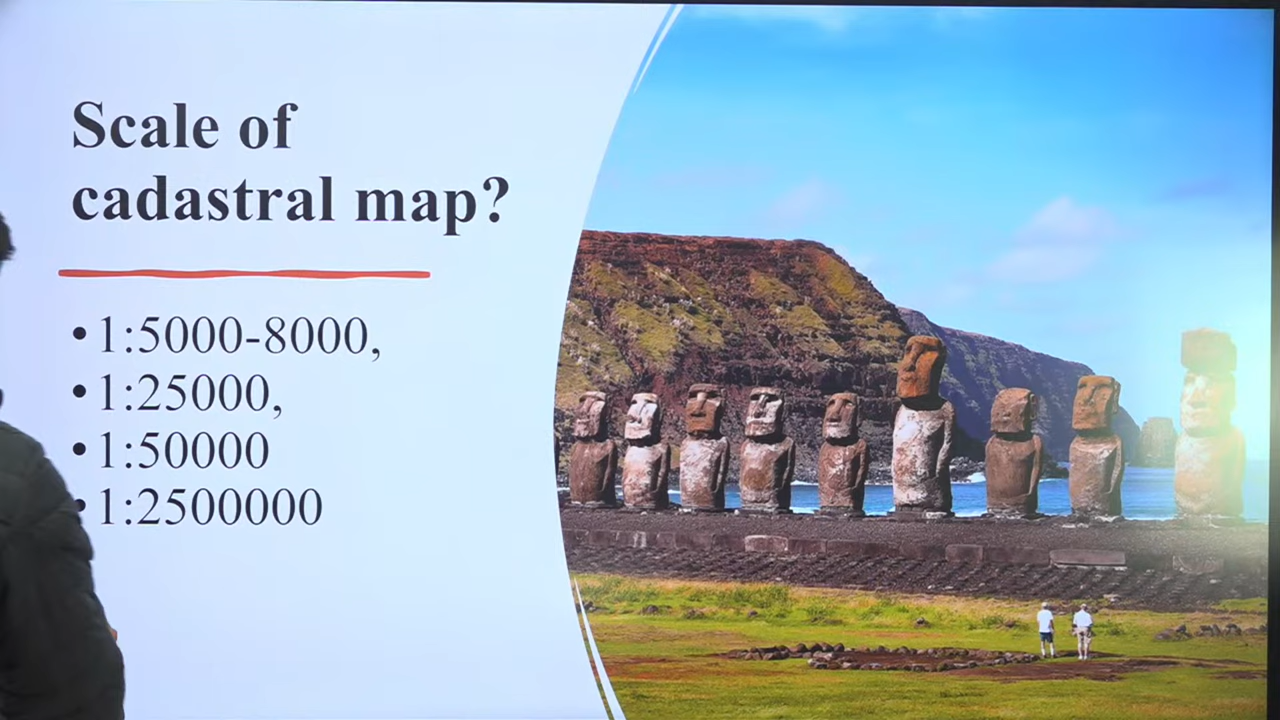 Scale of
cadastral map?
•1:5000-8000,
•1:25000,
•1:50000
•1:2500000